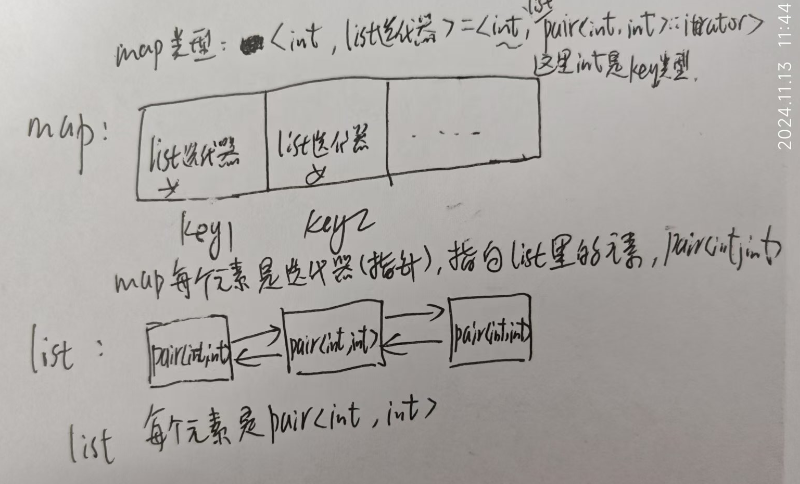 map类型: <int, list迭代器>=<int, list pair(int, int)::iterator>
这里int是key类型.
map:
list迭代器 list迭代器 .....
key1 key2
map每个元素是迭代器(指针), 指向list里的元素, pair(int,int)
list:
pair(int,int) pair(int,int) pair(int,int)
list 每个元素是pair<int, int>
2024.11.13 11:44